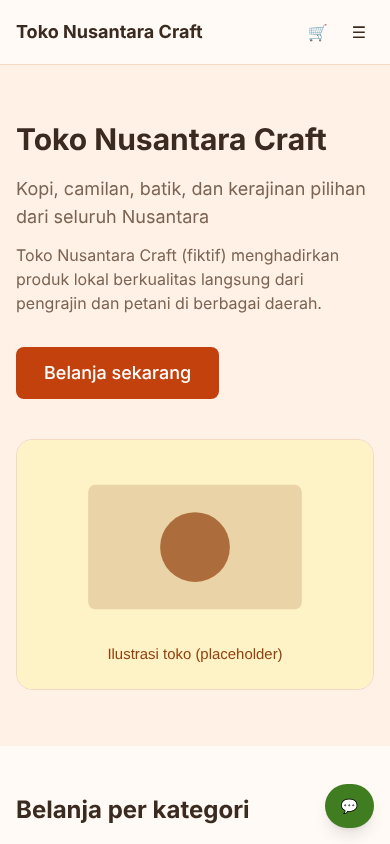 Toko Nusantara Craft
Toko Nusantara Craft
Kopi, camilan, batik, dan kerajinan pilihan
dari seluruh Nusantara
Toko Nusantara Craft (fiktif) menghadirkan
produk lokal berkualitas langsung dari
pengrajin dan petani di berbagai daerah.
Belanja sekarang
Ilustrasi toko (placeholder)
Belanja per kategori